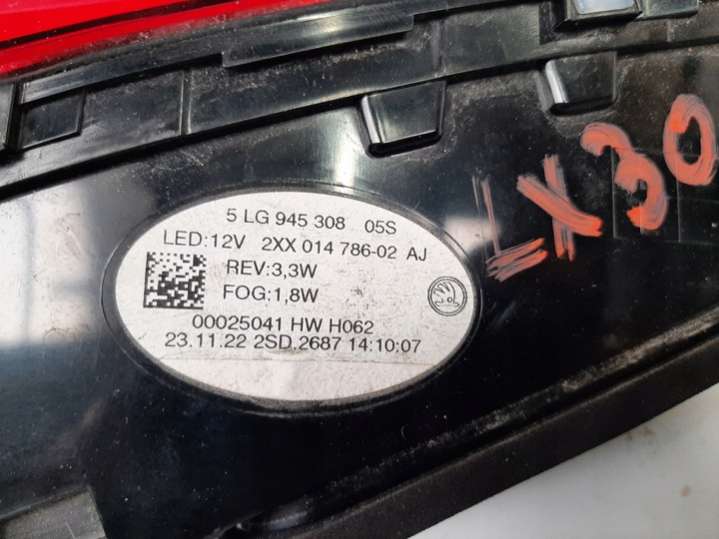 5 LG 945 308 05S
LED:12V 2XX 014 786-02 AJ
REV:3,3W
FOG:1,8W
00025041 HW H062
23.11.22 2SD.2687 14:10:07
LX30